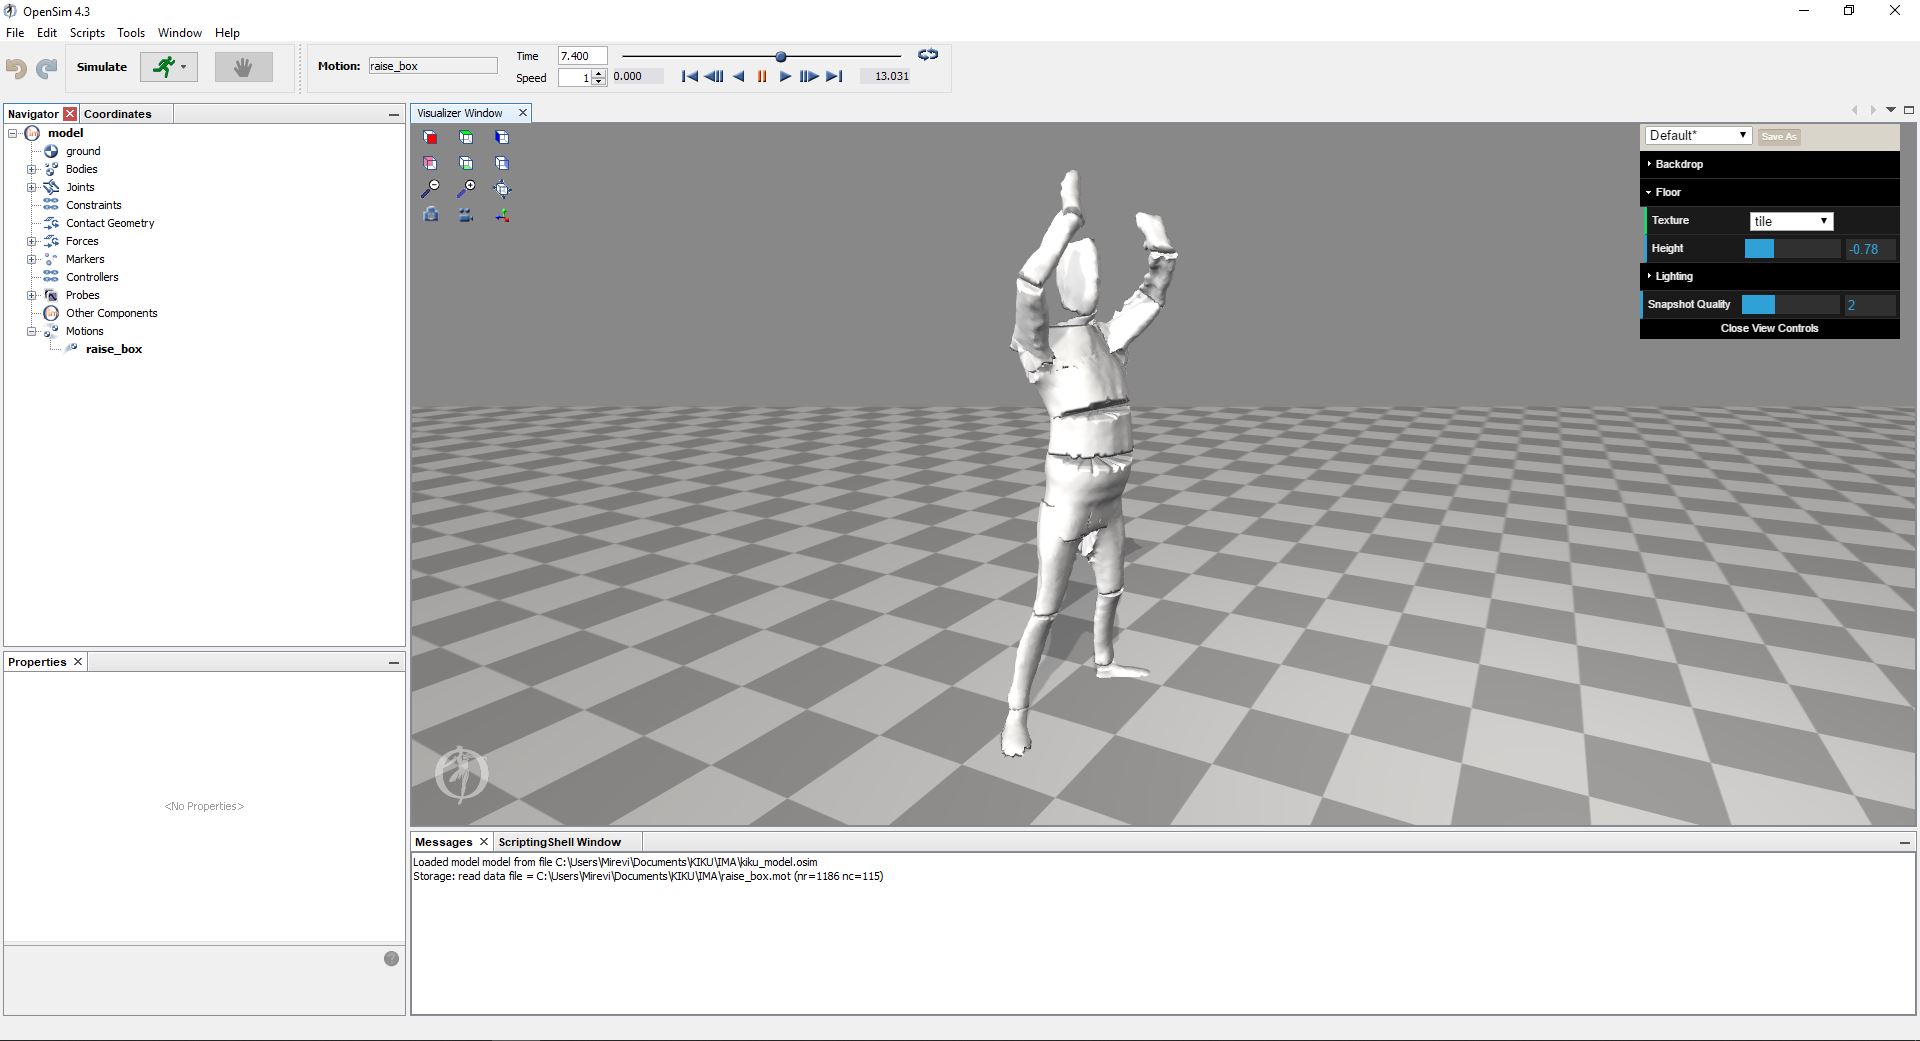 OpenSim 4.3
File Edit Scripts Tools Window Help
Simulate
Motion: raise_box
Time 7.400
Speed 1 0.000 13.031
Navigator Coordinates
model
ground
Bodies
Joints
Constraints
Contact Geometry
Forces
Markers
Controllers
Probes
Other Components
Motions
raise_box
Properties
<No Properties>
Visualizer Window
Default* Save As
Backdrop
Floor
Texture tile
Height -0.78
Lighting
Snapshot Quality 2
Close View Controls
Messages ScriptingShell Window
Loaded model model from file C:\Users\Mirevi\Documents\KIKU\IMA\kiku_model.osim
Storage: read data file = C:\Users\Mirevi\Documents\KIKU\IMA\raise_box.mot (nr=1186 nc=115)